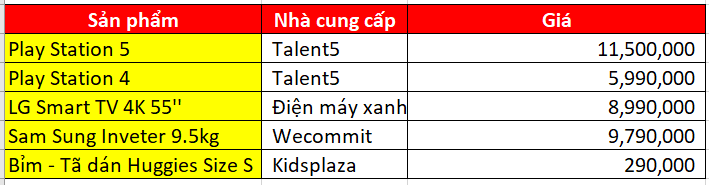 Sản phẩm Nhà cung cấp Giá
Play Station 5 Talent5 11,500,000
Play Station 4 Talent5 5,990,000
LG Smart TV 4K 55'' Điện máy xanh 8,990,000
Sam Sung Inveter 9.5kg Wecommit 9,790,000
Bỉm - Tã dán Huggies Size S Kidsplaza 290,000